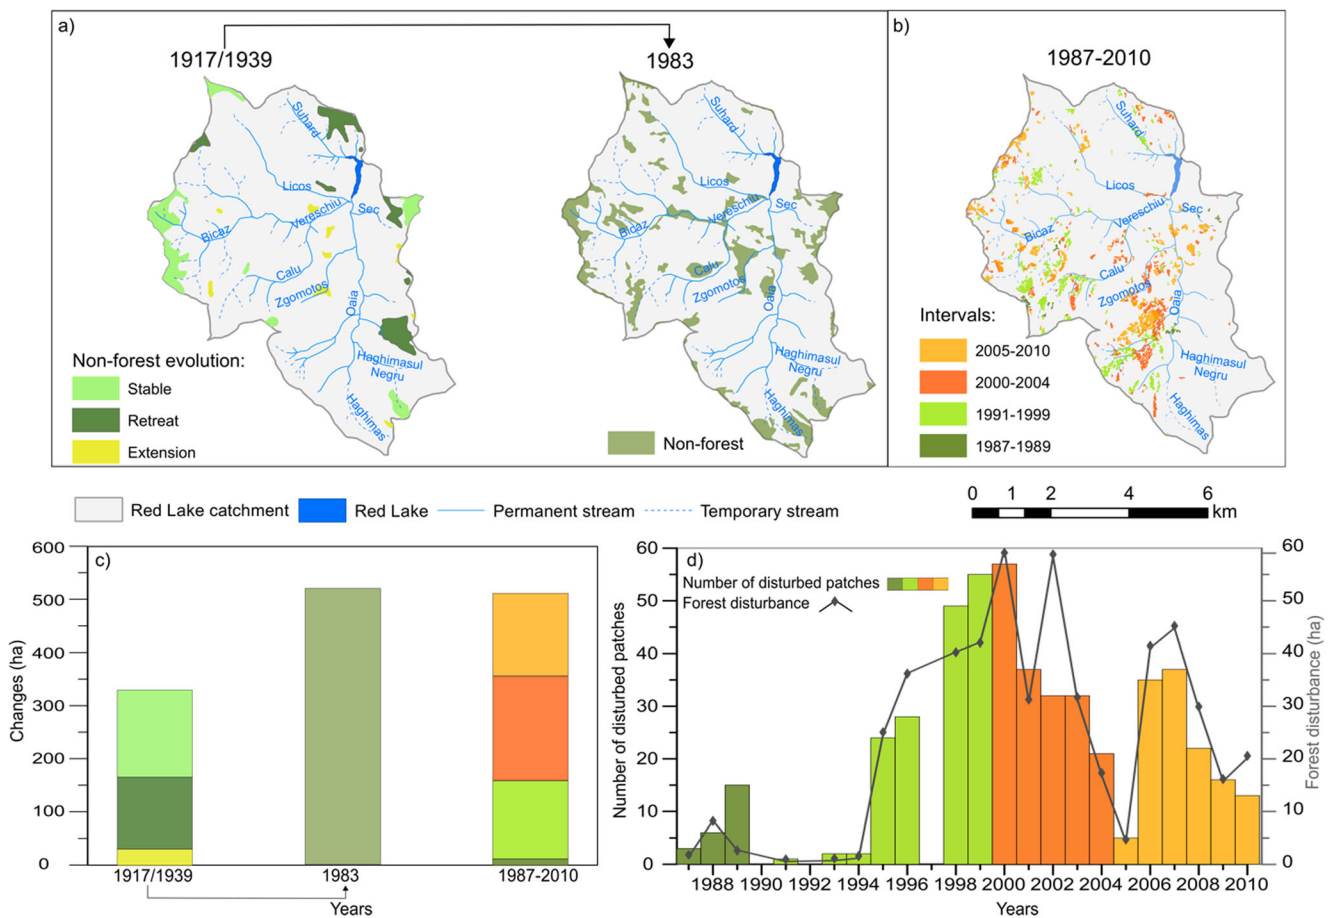 a)
1917/1939
1983
Suhard
Licos
Vereschiu
Sec
Bicaz
Calu
Zgomotos
Oaia
Haghimasul
Negru
Haghimas
Non-forest evolution:
Stable
Retreat
Extension
Suhard
Licos
Vereschiu
Sec
Bicaz
Calu
Zgomotos
Oaia
Haghimasul
Negru
Haghimas
Non-forest
b)
1987-2010
Suhard
Licos
Vereschiu
Sec
Bicaz
Calu
Zgomotos
Oaia
Haghimasul
Negru
Haghimas
Intervals:
2005-2010
2000-2004
1991-1999
1987-1989
Red Lake catchment
Red Lake
Permanent stream
Temporary stream
0 1 2 4 6
km
c)
Changes (ha)
600
500
400
300
200
100
0
1917/1939 1983 1987-2010
Years
d)
Number of disturbed patches
Forest disturbance
Number of disturbed patches
60
50
40
30
20
10
0
1988 1990 1992 1994 1996 1998 2000 2002 2004 2006 2008 2010
Years
60
50
40
30
20
10
0
Forest disturbance (ha)